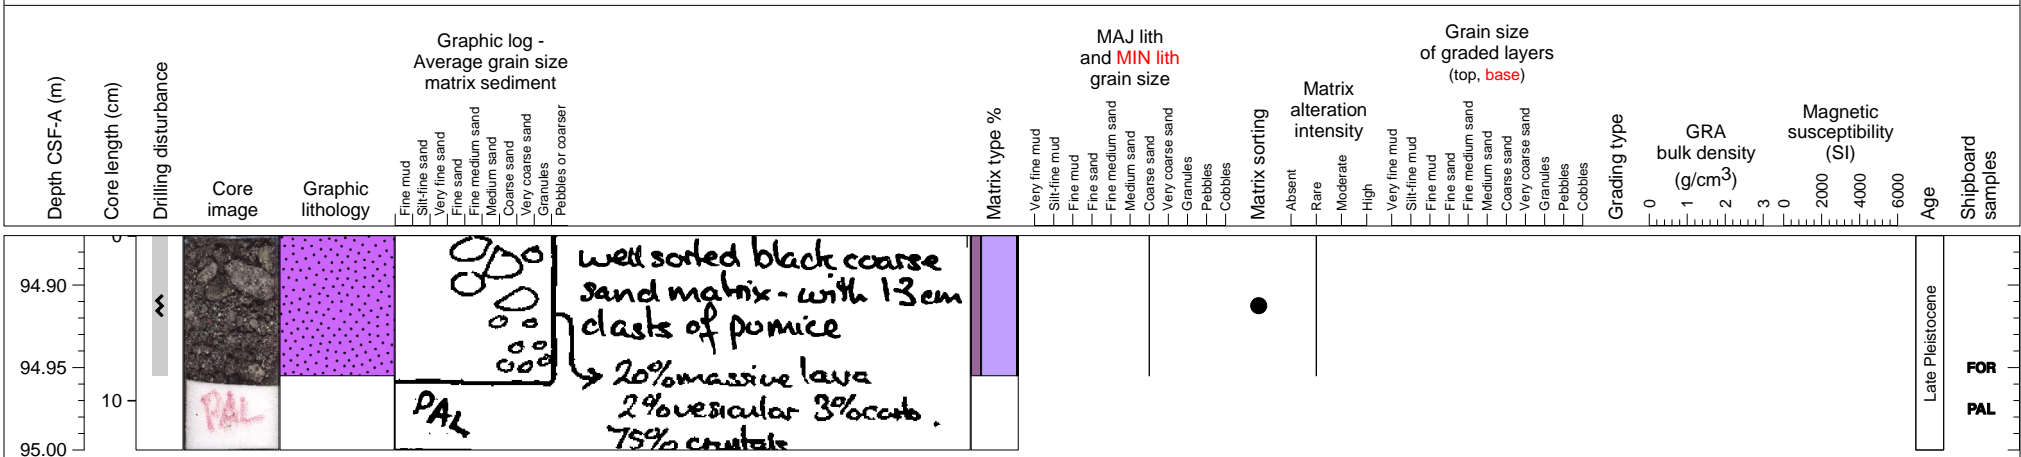 Depth CSF-A (m)
Core length (cm)
Drilling disturbance
Core
image
Graphic
lithology
Graphic log -
Average grain size
matrix sediment
Fine mud
Silt-fine sand
Very fine sand
Fine sand
Fine medium sand
Medium sand
Coarse sand
Very coarse sand
Granules
Pebbles or coarser
Matrix type %
MAJ lith
and MIN lith
grain size
Very fine mud
Silt-fine mud
Fine mud
Fine sand
Fine medium sand
Medium sand
Coarse sand
Very coarse sand
Granules
Pebbles
Cobbles
Matrix sorting
Matrix
alteration
intensity
Absent
Rare
Moderate
High
Grain size
of graded layers
(top, base)
Very fine mud
Silt-fine mud
Fine mud
Fine sand
Fine medium sand
Medium sand
Coarse sand
Very coarse sand
Granules
Pebbles
Cobbles
Grading type
GRA
bulk density
(g/cm3)
0 1 2 3
Magnetic
susceptibility
(SI)
0 2000 4000 6000
Age
Shipboard
samples
0
94.90
94.95
10
95.00
PAL
well sorted black coarse
sand matrix - with 1-3 cm
clasts of pumice
20% massive lava
2% vesicular 3% carb.
75% crystals
PAL
Late Pleistocene
FOR
PAL